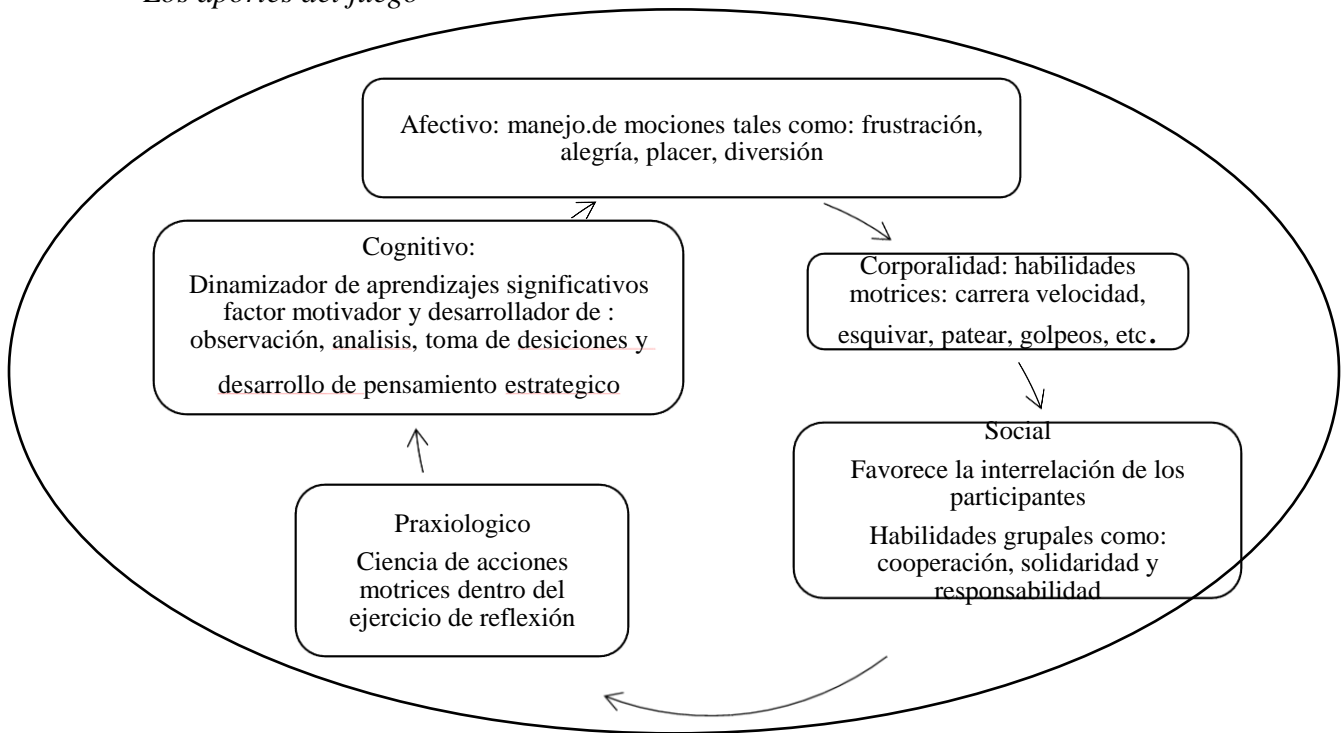 Los aportes del juego
Afectivo: manejo.de mociones tales como: frustración,
alegría, placer, diversión
Cognitivo:
Dinamizador de aprendizajes significativos
factor motivador y desarrollador de :
observación, analisis, toma de desiciones y
desarrollo de pensamiento estrategico
Corporalidad: habilidades
motrices: carrera velocidad,
esquivar, patear, golpeos, etc.
Social
Favorece la interrelación de los
participantes
Habilidades grupales como:
cooperación, solidaridad y
responsabilidad
Praxiologico
Ciencia de acciones
motrices dentro del
ejercicio de reflexión